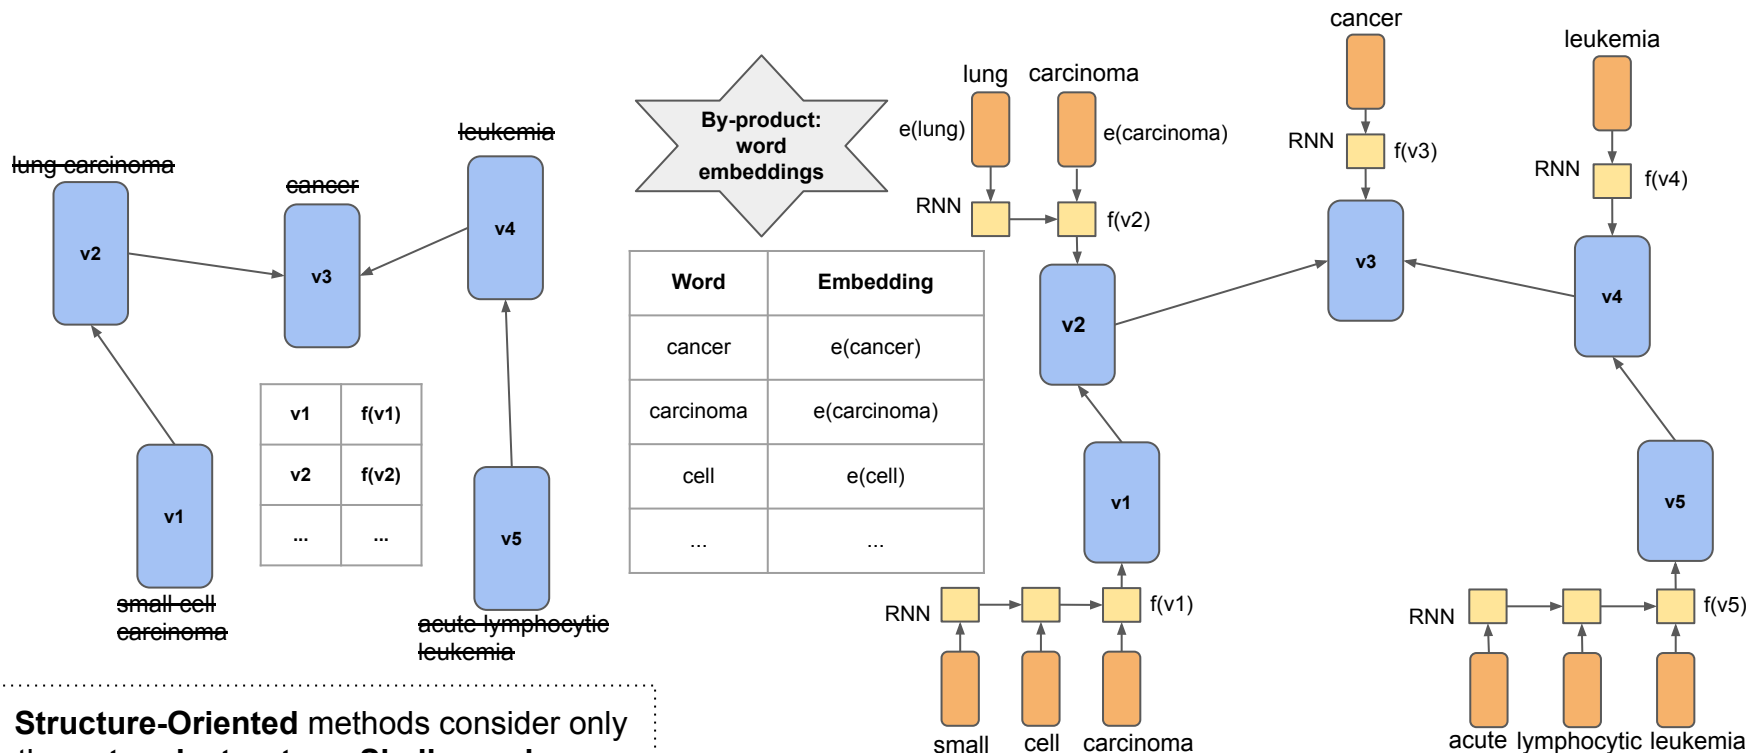 lung carcinoma
cancer
leukemia
v2
v3
v4
v1
v5
small cell
carcinoma
acute lymphocytic
leukemia
v1 f(v1)
v2 f(v2)
... ...
By-product:
word
embeddings
Word Embedding
cancer e(cancer)
carcinoma e(carcinoma)
cell e(cell)
... ...
lung carcinoma
e(lung) e(carcinoma)
RNN f(v2)
v2
cancer
RNN f(v3)
v3
leukemia
RNN f(v4)
v4
v1
RNN f(v1)
small cell carcinoma
v5
RNN f(v5)
acute lymphocytic leukemia
Structure-Oriented methods consider only